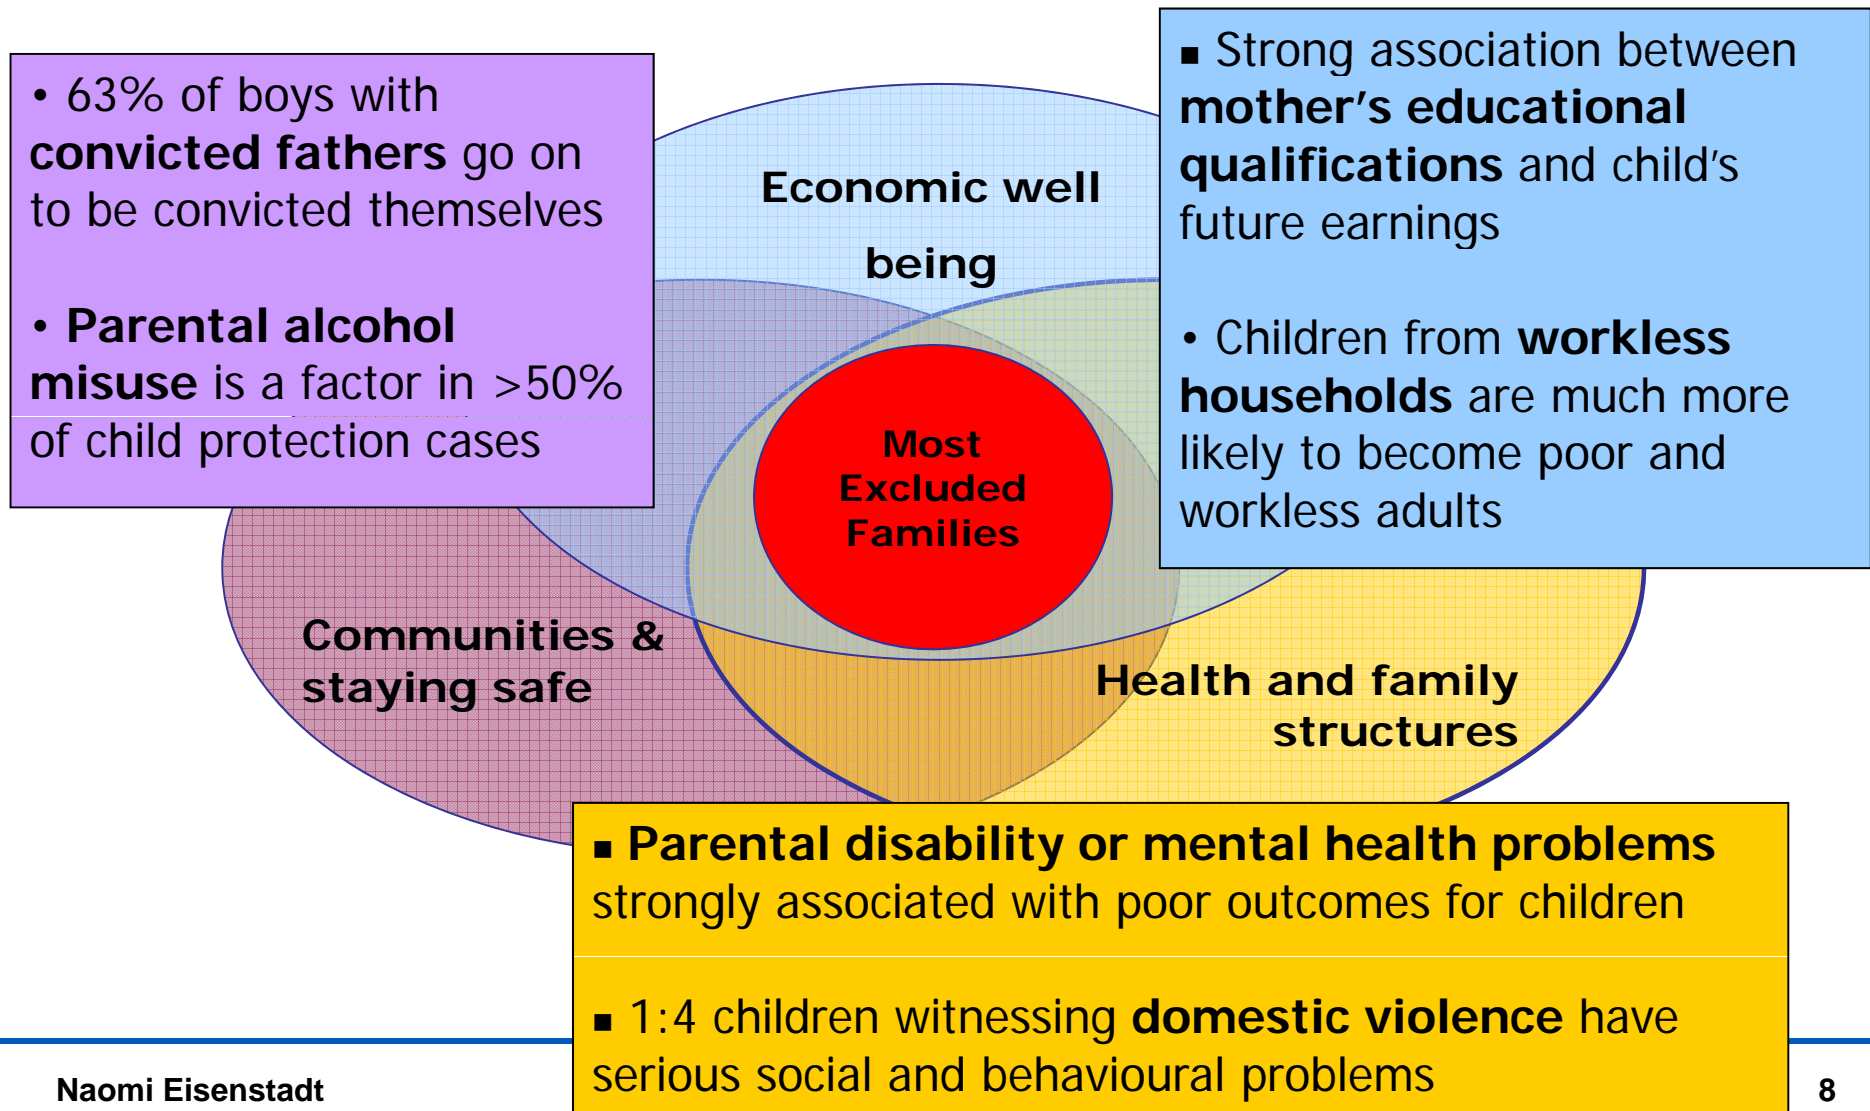 • 63% of boys with
convicted fathers go on
to be convicted themselves
• Parental alcohol
misuse is a factor in >50%
of child protection cases
Economic well
being
▪ Strong association between
mother's educational
qualifications and child's
future earnings
• Children from workless
households are much more
likely to become poor and
workless adults
Most
Excluded
Families
Communities &
staying safe
Health and family
structures
▪ Parental disability or mental health problems
strongly associated with poor outcomes for children
▪ 1:4 children witnessing domestic violence have
serious social and behavioural problems
Naomi Eisenstadt
8